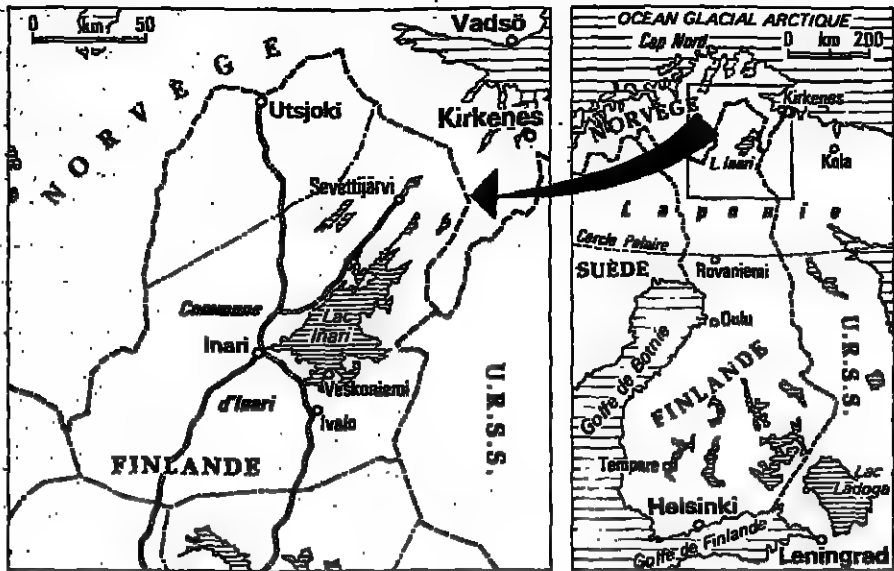 0 km 50
Vadsö
NORVÈGE
Utsjoki
Kirkenes
Sevettijärvi
Commune
Lac
Inari
Inari
Veskoniemi
d'Inari
Ivalo
U.R.S.S.
FINLANDE
OCÉAN GLACIAL ARCTIQUE
Cap Nord
0 km 200
Kirkenes
NORVÈGE
L. Inari
Kola
Laponie
Cercle Polaire
SUÈDE
Rovaniemi
Oulu
Golfe de Botnie
FINLANDE
U.R.S.S.
Tempare
Lac
Ladoga
Helsinki
Golfe de Finlande
Leningrad